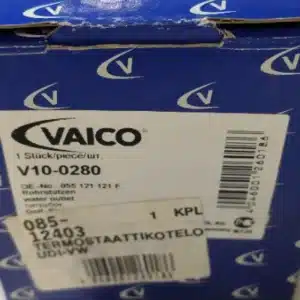 VAICO
1 Stück/piece/шт.
V10-0280
OE-No.: 055 121 121 F
Rohrstutzen
water outlet
085-
12403
1 KPL
TERMOSTAATTIKOTELO
UDI-VW